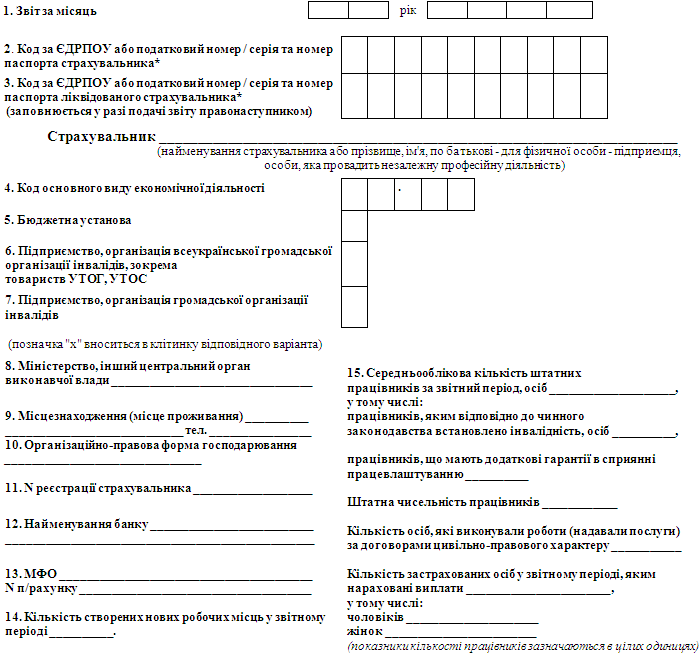 1. Звіт за місяць рік
2. Код за ЄДРПОУ або податковий номер / серія та номер
паспорта страхувальника*
3. Код за ЄДРПОУ або податковий номер / серія та номер
паспорта ліквідованого страхувальника*
(заповнюється у разі подачі звіту правонаступником)
Страхувальник
(найменування страхувальника або прізвище, ім'я, по батькові - для фізичної особи - підприємця,
особи, яка провадить незалежну професійну діяльність)
4. Код основного виду економічної діяльності .
5. Бюджетна установа
6. Підприємство, організація всеукраїнської громадської
організації інвалідів, зокрема
товариств УТОГ, УТОС
7. Підприємство, організація громадської організації
інвалідів
(позначка "х" вноситься в клітинку відповідного варіанта)
8. Міністерство, інший центральний орган
виконавчої влади
9. Місцезнаходження (місце проживання)
тел.
10. Організаційно-правова форма господарювання
11. N реєстрації страхувальника
12. Найменування банку
13. МФО
N п/рахунку
14. Кількість створених нових робочих місць у звітному
періоді .
15. Середньооблікова кількість штатних
працівників за звітний період, осіб ,
у тому числі:
працівників, яким відповідно до чинного
законодавства встановлено інвалідність, осіб ,
працівників, що мають додаткові гарантії в сприянні
працевлаштуванню
Штатна чисельність працівників
Кількість осіб, які виконували роботи (надавали послуги)
за договорами цивільно-правового характеру
Кількість застрахованих осіб у звітному періоді, яким
нараховані виплати ,
у тому числі:
чоловіків
жінок
(показники кількості працівників зазначаються в цілих одиницях)